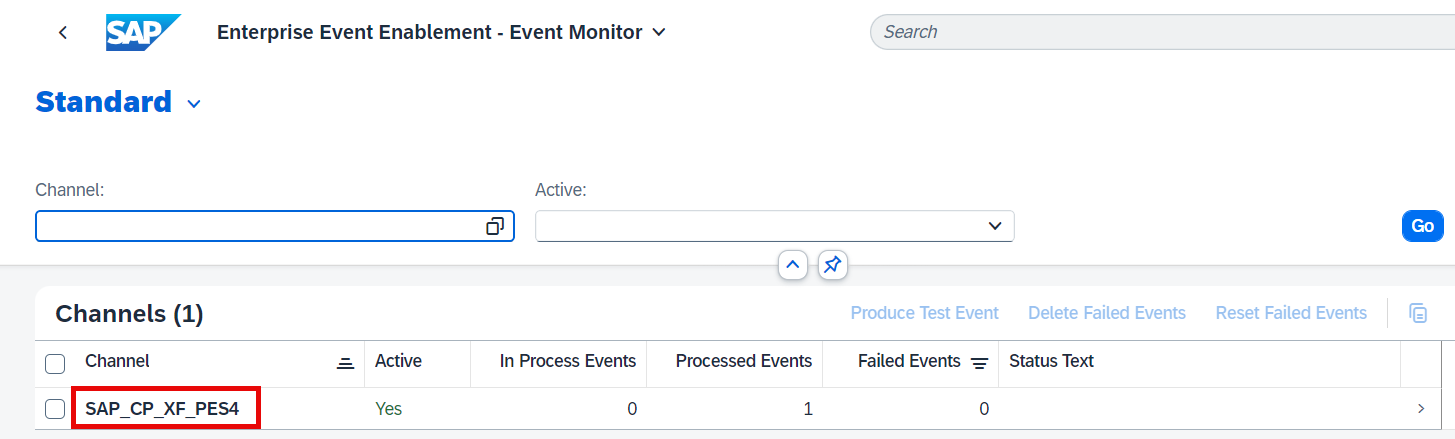 SAP Enterprise Event Enablement - Event Monitor Search
Standard
Channel: Active:
Go
Channels (1) Produce Test Event Delete Failed Events Reset Failed Events
Channel Active In Process Events Processed Events Failed Events Status Text
SAP_CP_XF_PES4 Yes 0 1 0